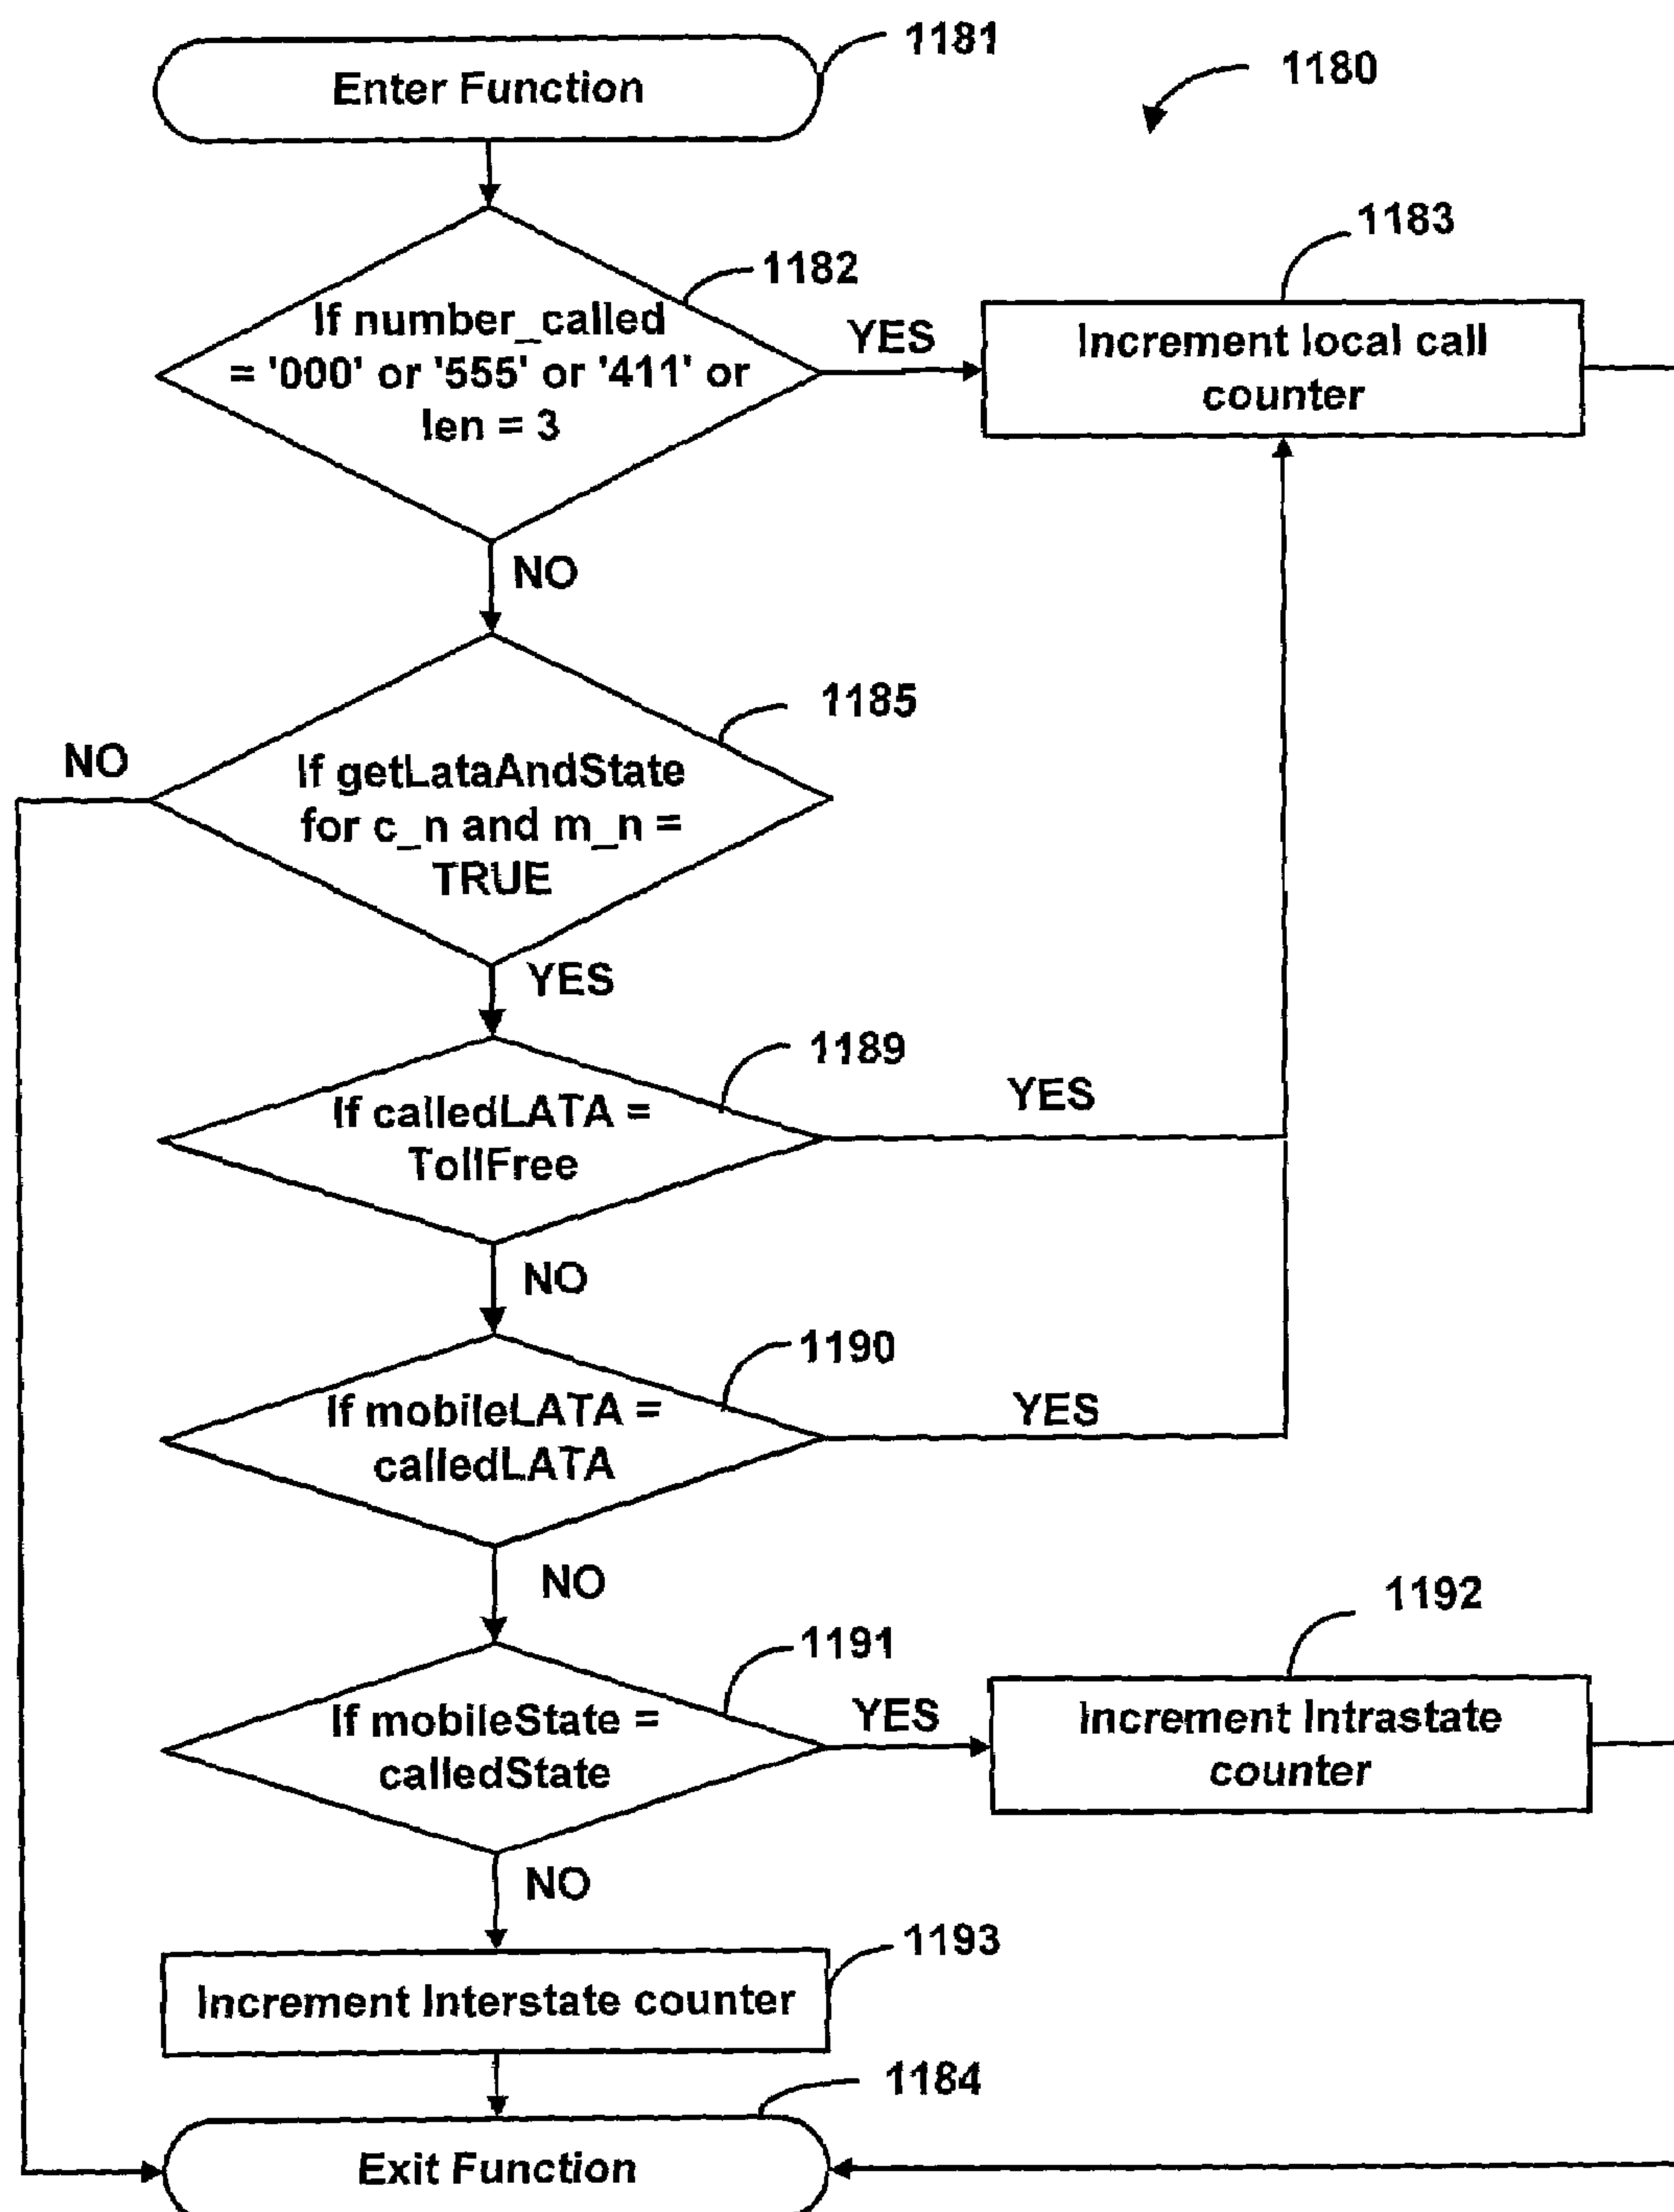 1181
Enter Function
1180
1182
If number_called
= '000' or '555' or '411' or
len = 3
YES
1183
Increment local call
counter
NO
1185
NO
If getLataAndState
for c_n and m_n =
TRUE
YES
1189
If calledLATA =
TollFree
YES
NO
1190
If mobileLATA =
calledLATA
YES
NO
1191
If mobileState =
calledState
YES
1192
Increment Intrastate
counter
NO
1193
Increment Interstate counter
1184
Exit Function